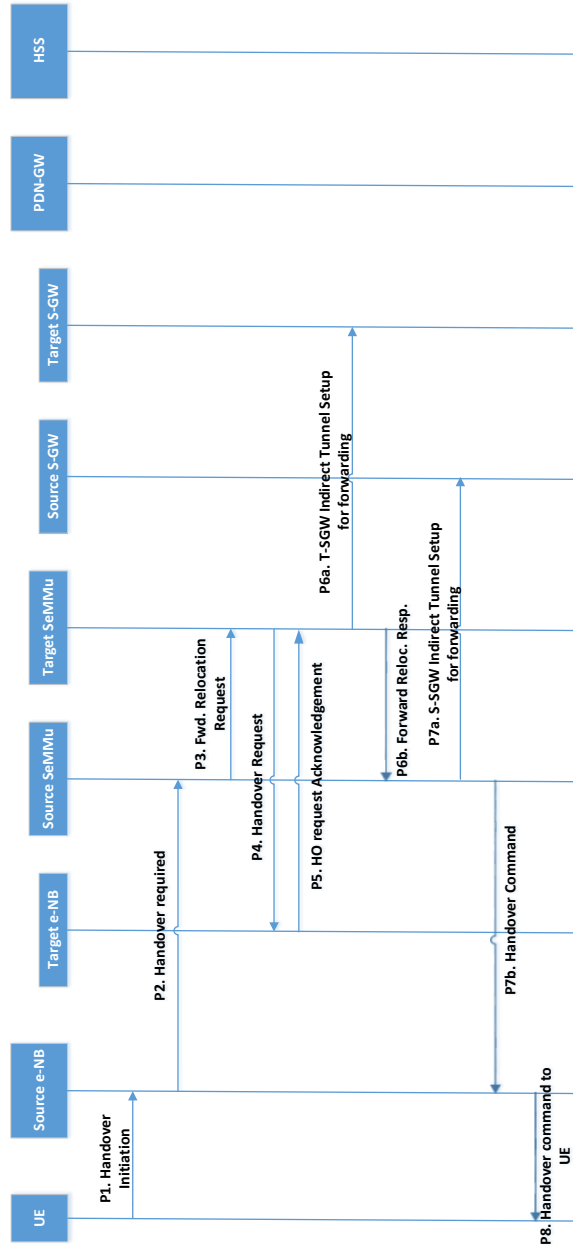 UE
Source e-NB
Target e-NB
Source SeMMu
Target SeMMu
Source S-GW
Target S-GW
PDN-GW
HSS
P1. Handover
Initiation
P2. Handover required
P3. Fwd. Relocation
Request
P4. Handover Request
P5. HO request Acknowledgement
P6a. T-SGW Indirect Tunnel Setup
for forwarding
P6b. Forward Reloc. Resp.
P7a. S-SGW Indirect Tunnel Setup
for forwarding
P7b. Handover Command
P8. Handover command to
UE